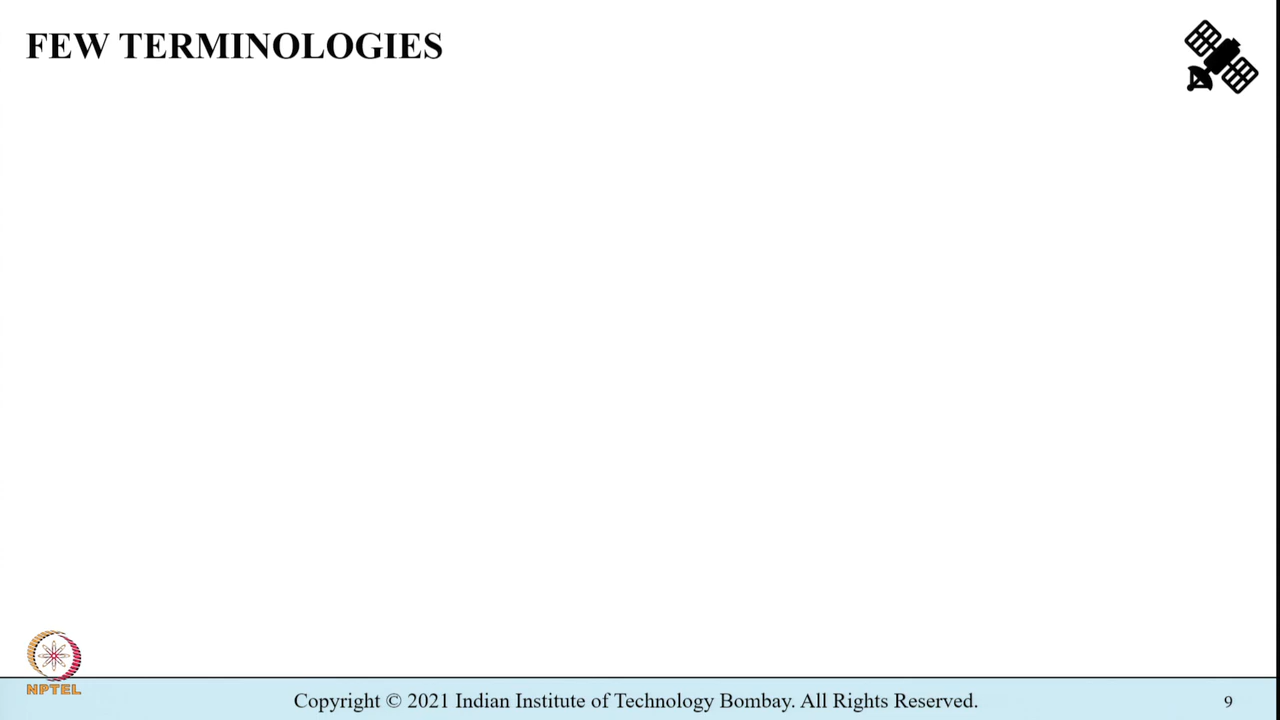 FEW TERMINOLOGIES
NPTEL
Copyright © 2021 Indian Institute of Technology Bombay. All Rights Reserved.
9